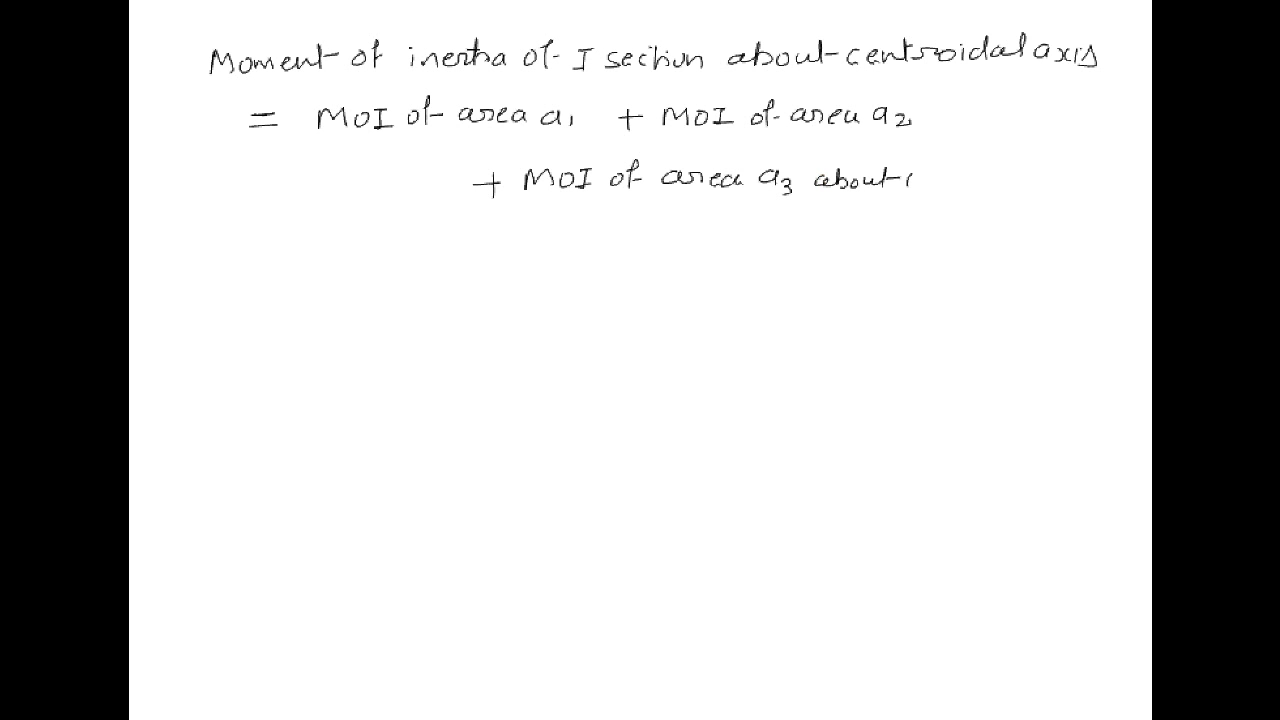 Moment of inertia of I section about centroidal axis
= MOI of area a₁ + MOI of area a₂
+ MOI of area a₃ about